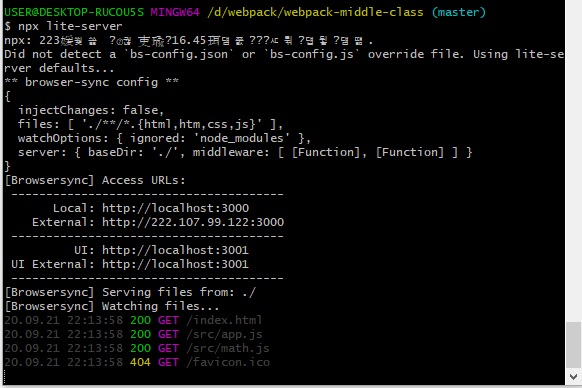 USER@DESKTOP-RUCOU5S MINGW64 /d/webpack/webpack-middle-class (master)
$ npx lite-server
npx: 223
Did not detect a `bs-config.json` or `bs-config.js` override file. Using lite-se
rver defaults...
** browser-sync config **
{
  injectChanges: false,
  files: [ './**/*.{html,htm,css,js}' ],
  watchOptions: { ignored: 'node_modules' },
  server: { baseDir: './', middleware: [ [Function], [Function] ] }
}
[Browsersync] Access URLs:
 --------------------------------------
       Local: http://localhost:3000
    External: http://222.107.99.122:3000
 --------------------------------------
          UI: http://localhost:3001
 UI External: http://localhost:3001
 --------------------------------------
[Browsersync] Serving files from: ./
[Browsersync] Watching files...
20.09.21 22:13:58 200 GET /index.html
20.09.21 22:13:58 200 GET /src/app.js
20.09.21 22:13:58 200 GET /src/math.js
20.09.21 22:13:58 404 GET /favicon.ico